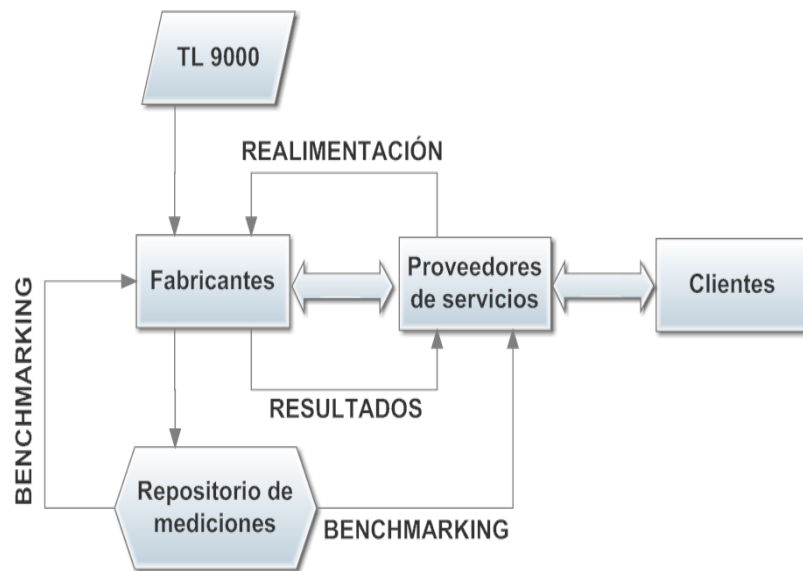 TL 9000
REALIMENTACIÓN
Fabricantes
Proveedores
de servicios
Clientes
BENCHMARKING
RESULTADOS
Repositorio de
mediciones
BENCHMARKING